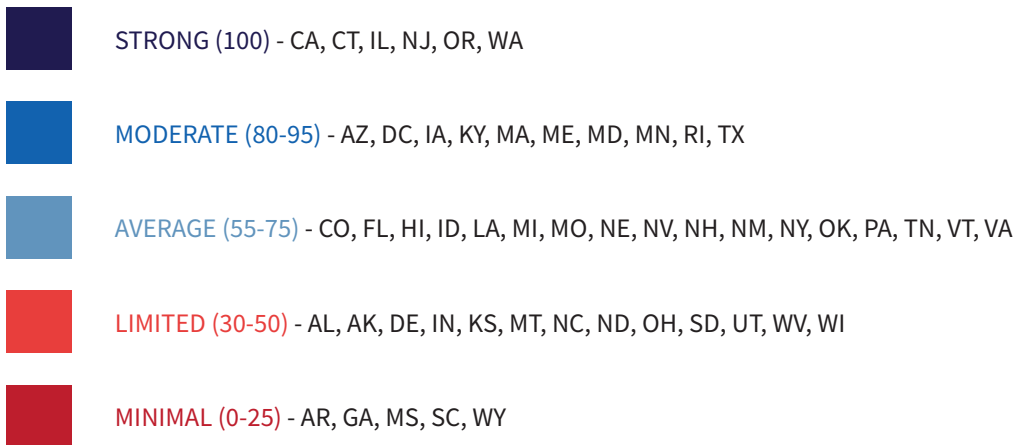 STRONG (100) - CA, CT, IL, NJ, OR, WA
MODERATE (80-95) - AZ, DC, IA, KY, MA, ME, MD, MN, RI, TX
AVERAGE (55-75) - CO, FL, HI, ID, LA, MI, MO, NE, NV, NH, NM, NY, OK, PA, TN, VT, VA
LIMITED (30-50) - AL, AK, DE, IN, KS, MT, NC, ND, OH, SD, UT, WV, WI
MINIMAL (0-25) - AR, GA, MS, SC, WY